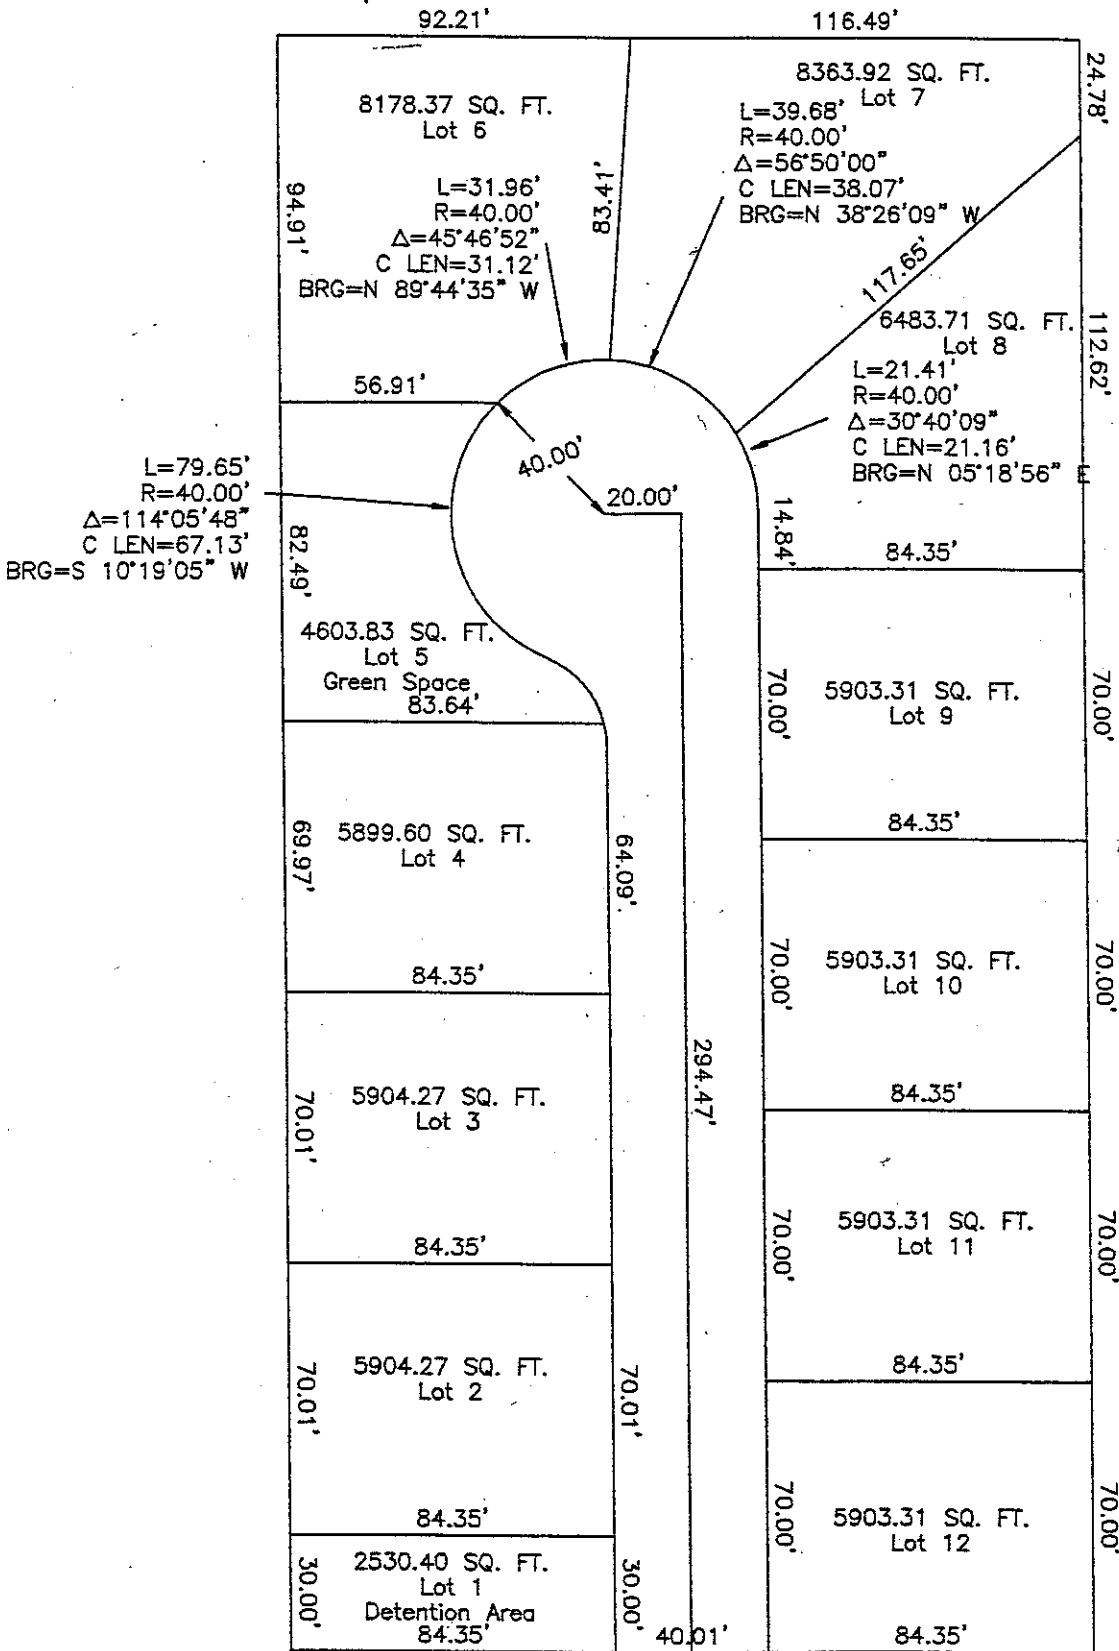 92.21'
116.49'
24.78'
8178.37 SQ. FT.
Lot 6
8363.92 SQ. FT.
Lot 7
L=39.68'
R=40.00'
Δ=56°50'00"
C LEN=38.07'
BRG=N 38°26'09" W
94.91'
L=31.96'
R=40.00'
Δ=45°46'52"
C LEN=31.12'
BRG=N 89°44'35" W
83.41'
117.65'
112.62'
6483.71 SQ. FT.
Lot 8
L=21.41'
R=40.00'
Δ=30°40'09"
C LEN=21.16'
BRG=N 05°18'56" E
56.91'
40.00'
20.00'
14.84'
84.35'
L=79.65'
R=40.00'
Δ=114°05'48"
C LEN=67.13'
BRG=S 10°19'05" W
82.49'
4603.83 SQ. FT.
Lot 5
Green Space
83.64'
70.00'
5903.31 SQ. FT.
Lot 9
70.00'
84.35'
69.97'
5899.60 SQ. FT.
Lot 4
64.09'
84.35'
70.00'
5903.31 SQ. FT.
Lot 10
70.00'
84.35'
294.47'
70.01'
5904.27 SQ. FT.
Lot 3
84.35'
70.00'
5903.31 SQ. FT.
Lot 11
70.00'
84.35'
70.01'
5904.27 SQ. FT.
Lot 2
70.01'
84.35'
70.00'
5903.31 SQ. FT.
Lot 12
70.00'
30.00'
2530.40 SQ. FT.
Lot 1
Detention Area
30.00'
84.35'
40.01'
84.35'